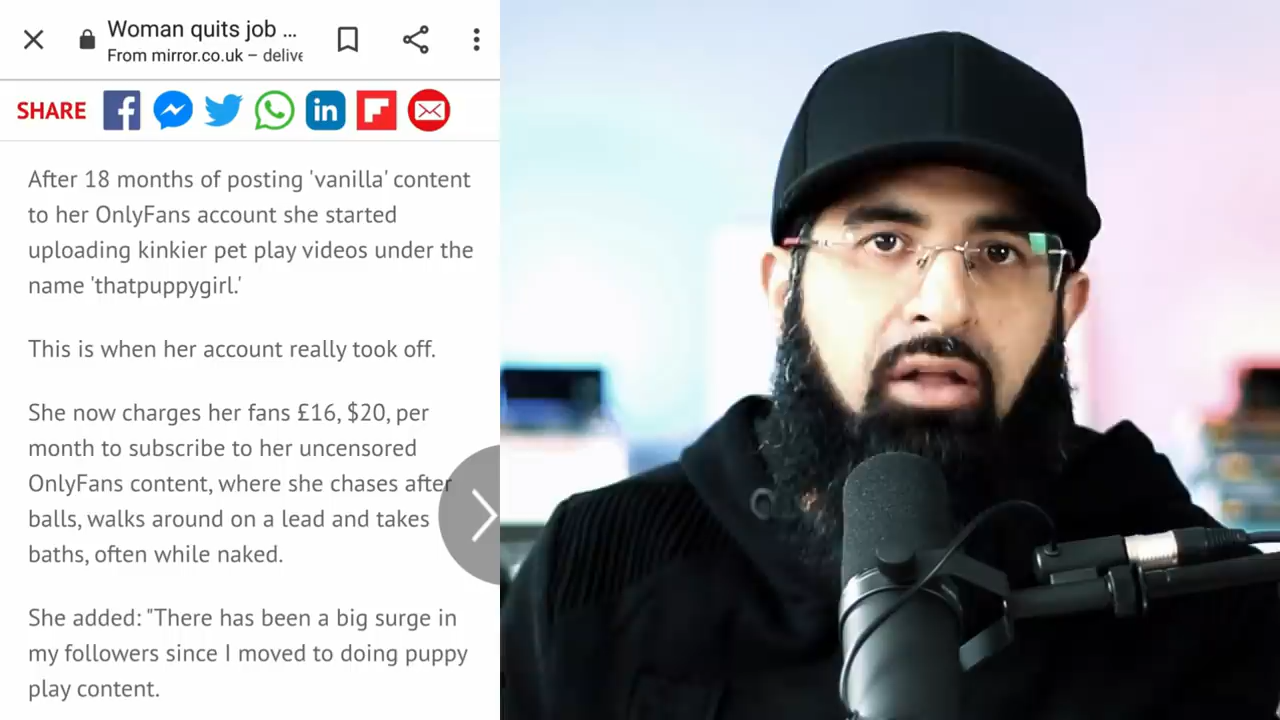 Woman quits job ...
From mirror.co.uk – delive
SHARE
After 18 months of posting 'vanilla' content
to her OnlyFans account she started
uploading kinkier pet play videos under the
name 'thatpuppygirl.'
This is when her account really took off.
She now charges her fans £16, $20, per
month to subscribe to her uncensored
OnlyFans content, where she chases after
balls, walks around on a lead and takes
baths, often while naked.
She added: "There has been a big surge in
my followers since I moved to doing puppy
play content.